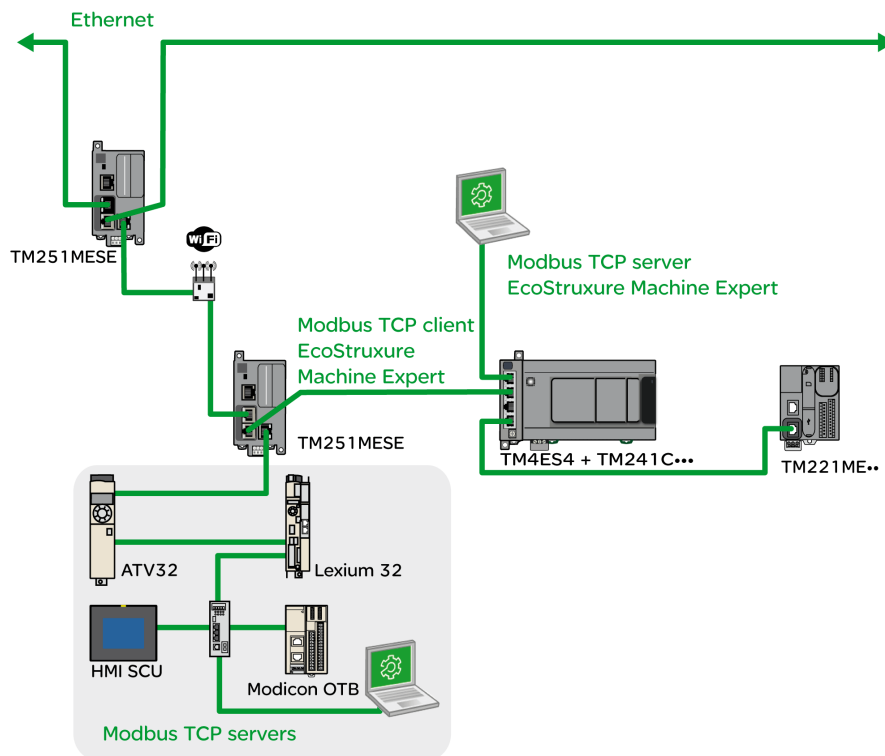 Ethernet
TM251MESE
Wi Fi
Modbus TCP server
EcoStruxure Machine Expert
Modbus TCP client
EcoStruxure
Machine Expert
TM251MESE
TM4ES4 + TM241C•••
TM221ME••
ATV32
Lexium 32
HMI SCU
Modicon OTB
Modbus TCP servers